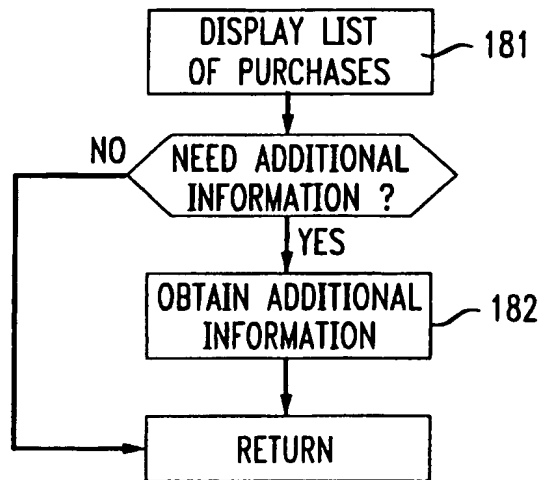 DISPLAY LIST
OF PURCHASES
181
NO
NEED ADDITIONAL
INFORMATION ?
YES
OBTAIN ADDITIONAL
INFORMATION
182
RETURN